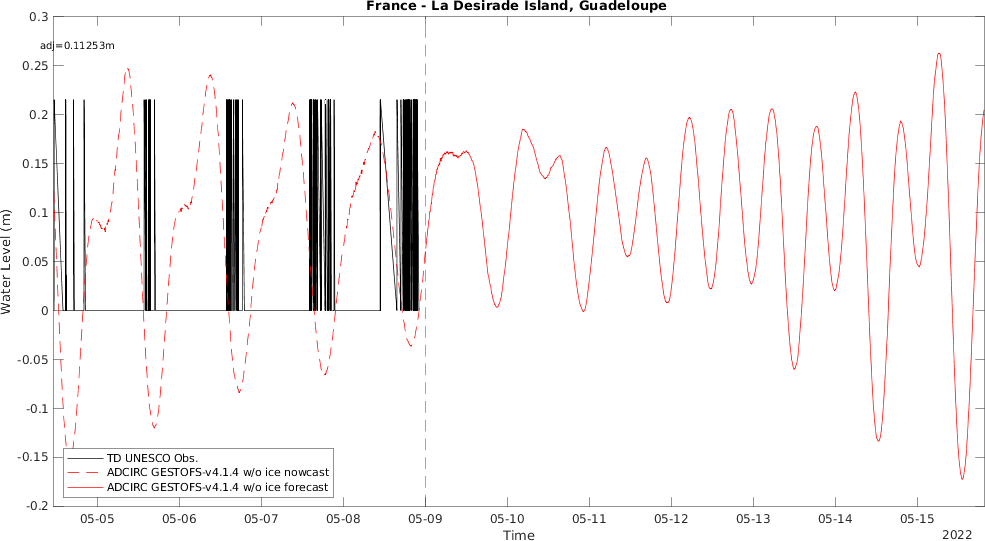 France - La Desirade Island, Guadeloupe
adj=0.11253m
0.3
0.25
0.2
0.15
0.1
0.05
0
-0.05
-0.1
-0.15
-0.2
Water Level (m)
TD UNESCO Obs.
ADCIRC GESTOFS-v4.1.4 w/o ice nowcast
ADCIRC GESTOFS-v4.1.4 w/o ice forecast
05-05 05-06 05-07 05-08 05-09 05-10 05-11 05-12 05-13 05-14 05-15
Time
2022